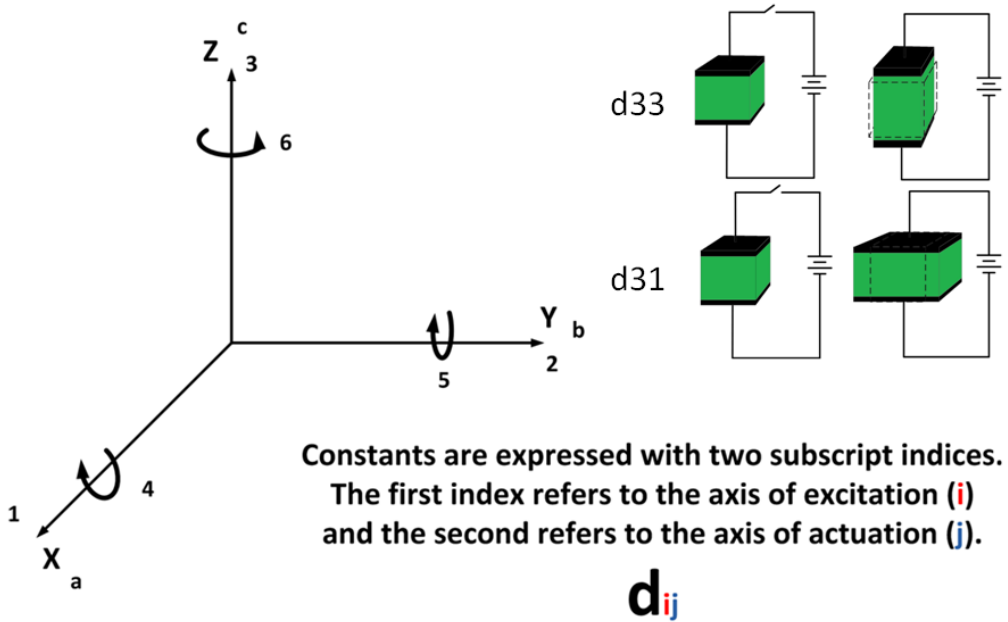 Z c
3
6
Y b
2
5
4
1
X
a
d33
d31
Constants are expressed with two subscript indices.
The first index refers to the axis of excitation (i)
and the second refers to the axis of actuation (j).
dij